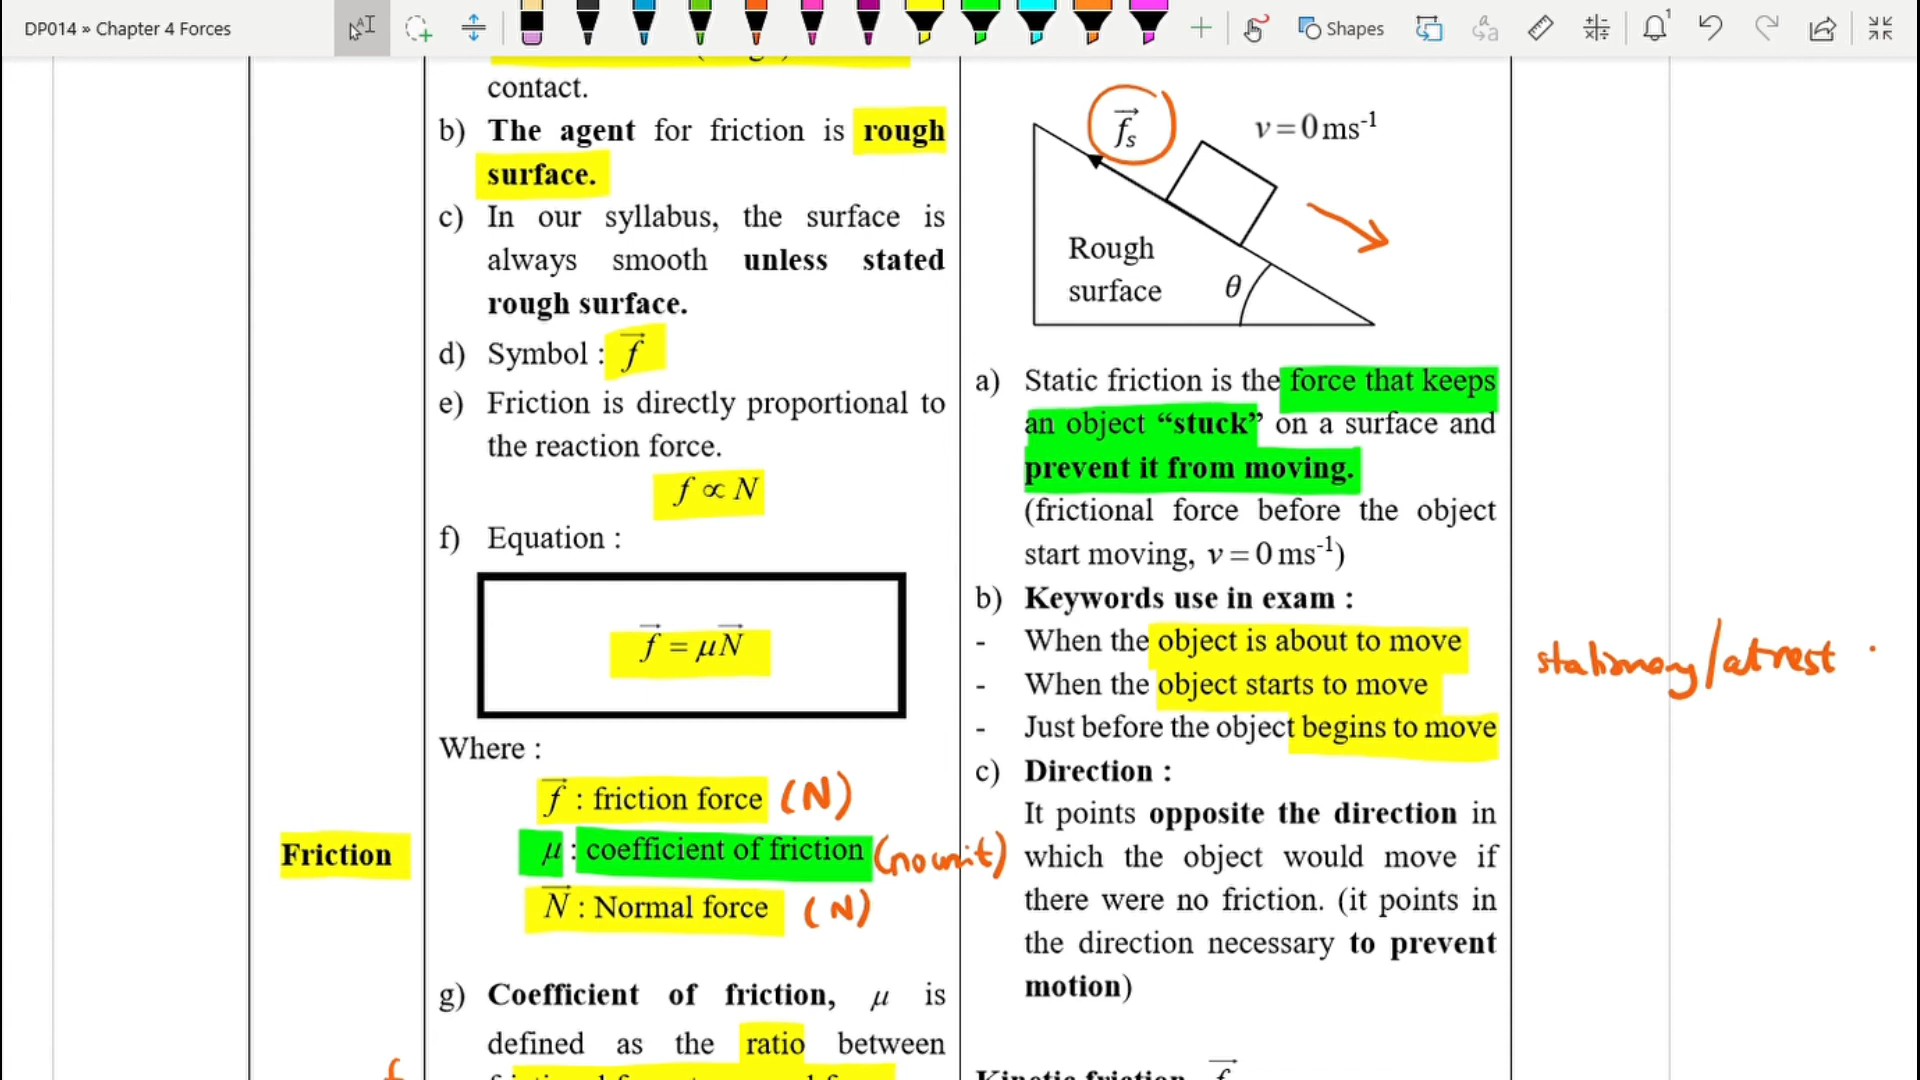 DP014 » Chapter 4 Forces
Shapes
1
contact.
b) The agent for friction is rough
surface.
c) In our syllabus, the surface is
always smooth unless stated
rough surface.
d) Symbol : f
e) Friction is directly proportional to
the reaction force.
f ∝ N
f) Equation :
f = μN
Where :
f : friction force (N)
μ : coefficient of friction (no unit)
N : Normal force (N)
g) Coefficient of friction, μ is
defined as the ratio between
Friction
f
fs
v = 0 ms-1
Rough
surface
θ
a) Static friction is the force that keeps
an object “stuck” on a surface and
prevent it from moving.
(frictional force before the object
start moving, v = 0 ms-1)
b) Keywords use in exam :
- When the object is about to move
- When the object starts to move
- Just before the object begins to move
stationary/at rest
c) Direction :
It points opposite the direction in
which the object would move if
there were no friction. (it points in
the direction necessary to prevent
motion)
Kinetic friction f